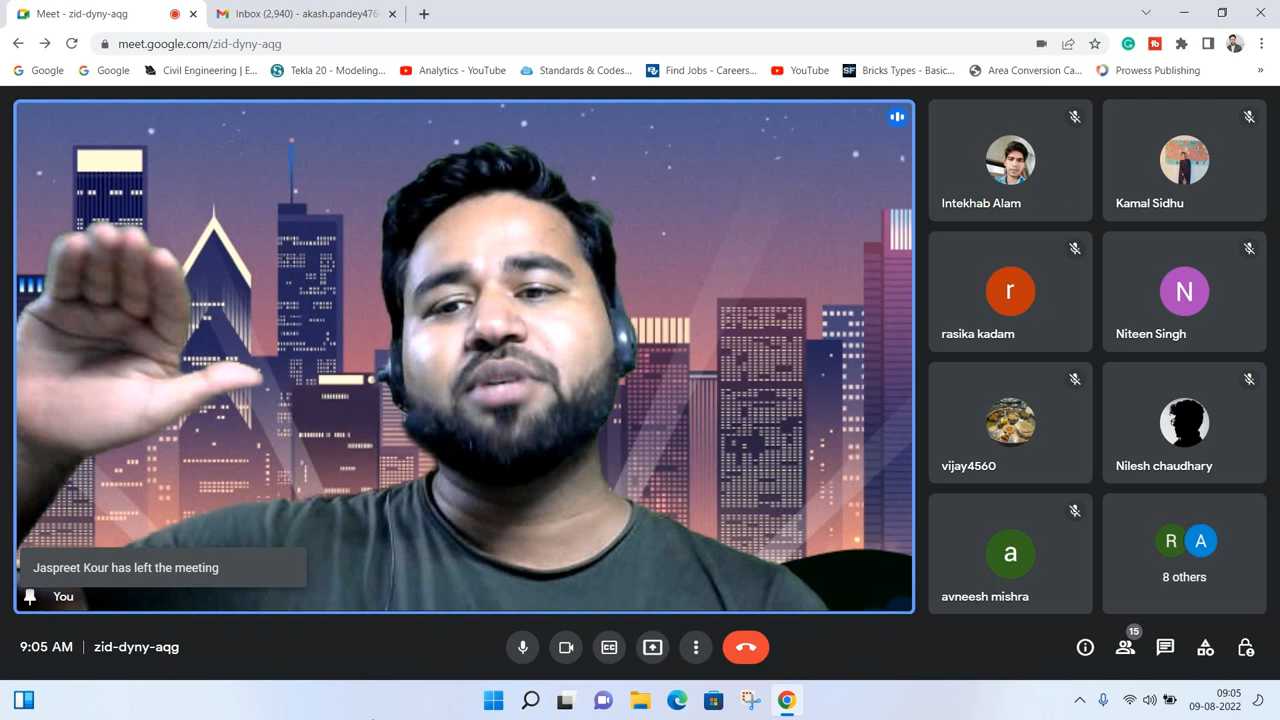 Meet - zid-dyny-aqg
Inbox (2,940) - akash.pandey476
meet.google.com/zid-dyny-aqg
Google
Google
Civil Engineering | E...
Tekla 20 - Modeling...
Analytics - YouTube
Standards & Codes...
Find Jobs - Careers...
YouTube
SF
Bricks Types - Basic...
Area Conversion Ca...
Prowess Publishing
»
Intekhab Alam
Kamal Sidhu
r
rasika kadam
N
Niteen Singh
vijay4560
Nilesh chaudhary
a
avneesh mishra
R
A
8 others
Jaspreet Kour has left the meeting
You
9:05 AM | zid-dyny-aqg
CC
15
09:05
09-08-2022